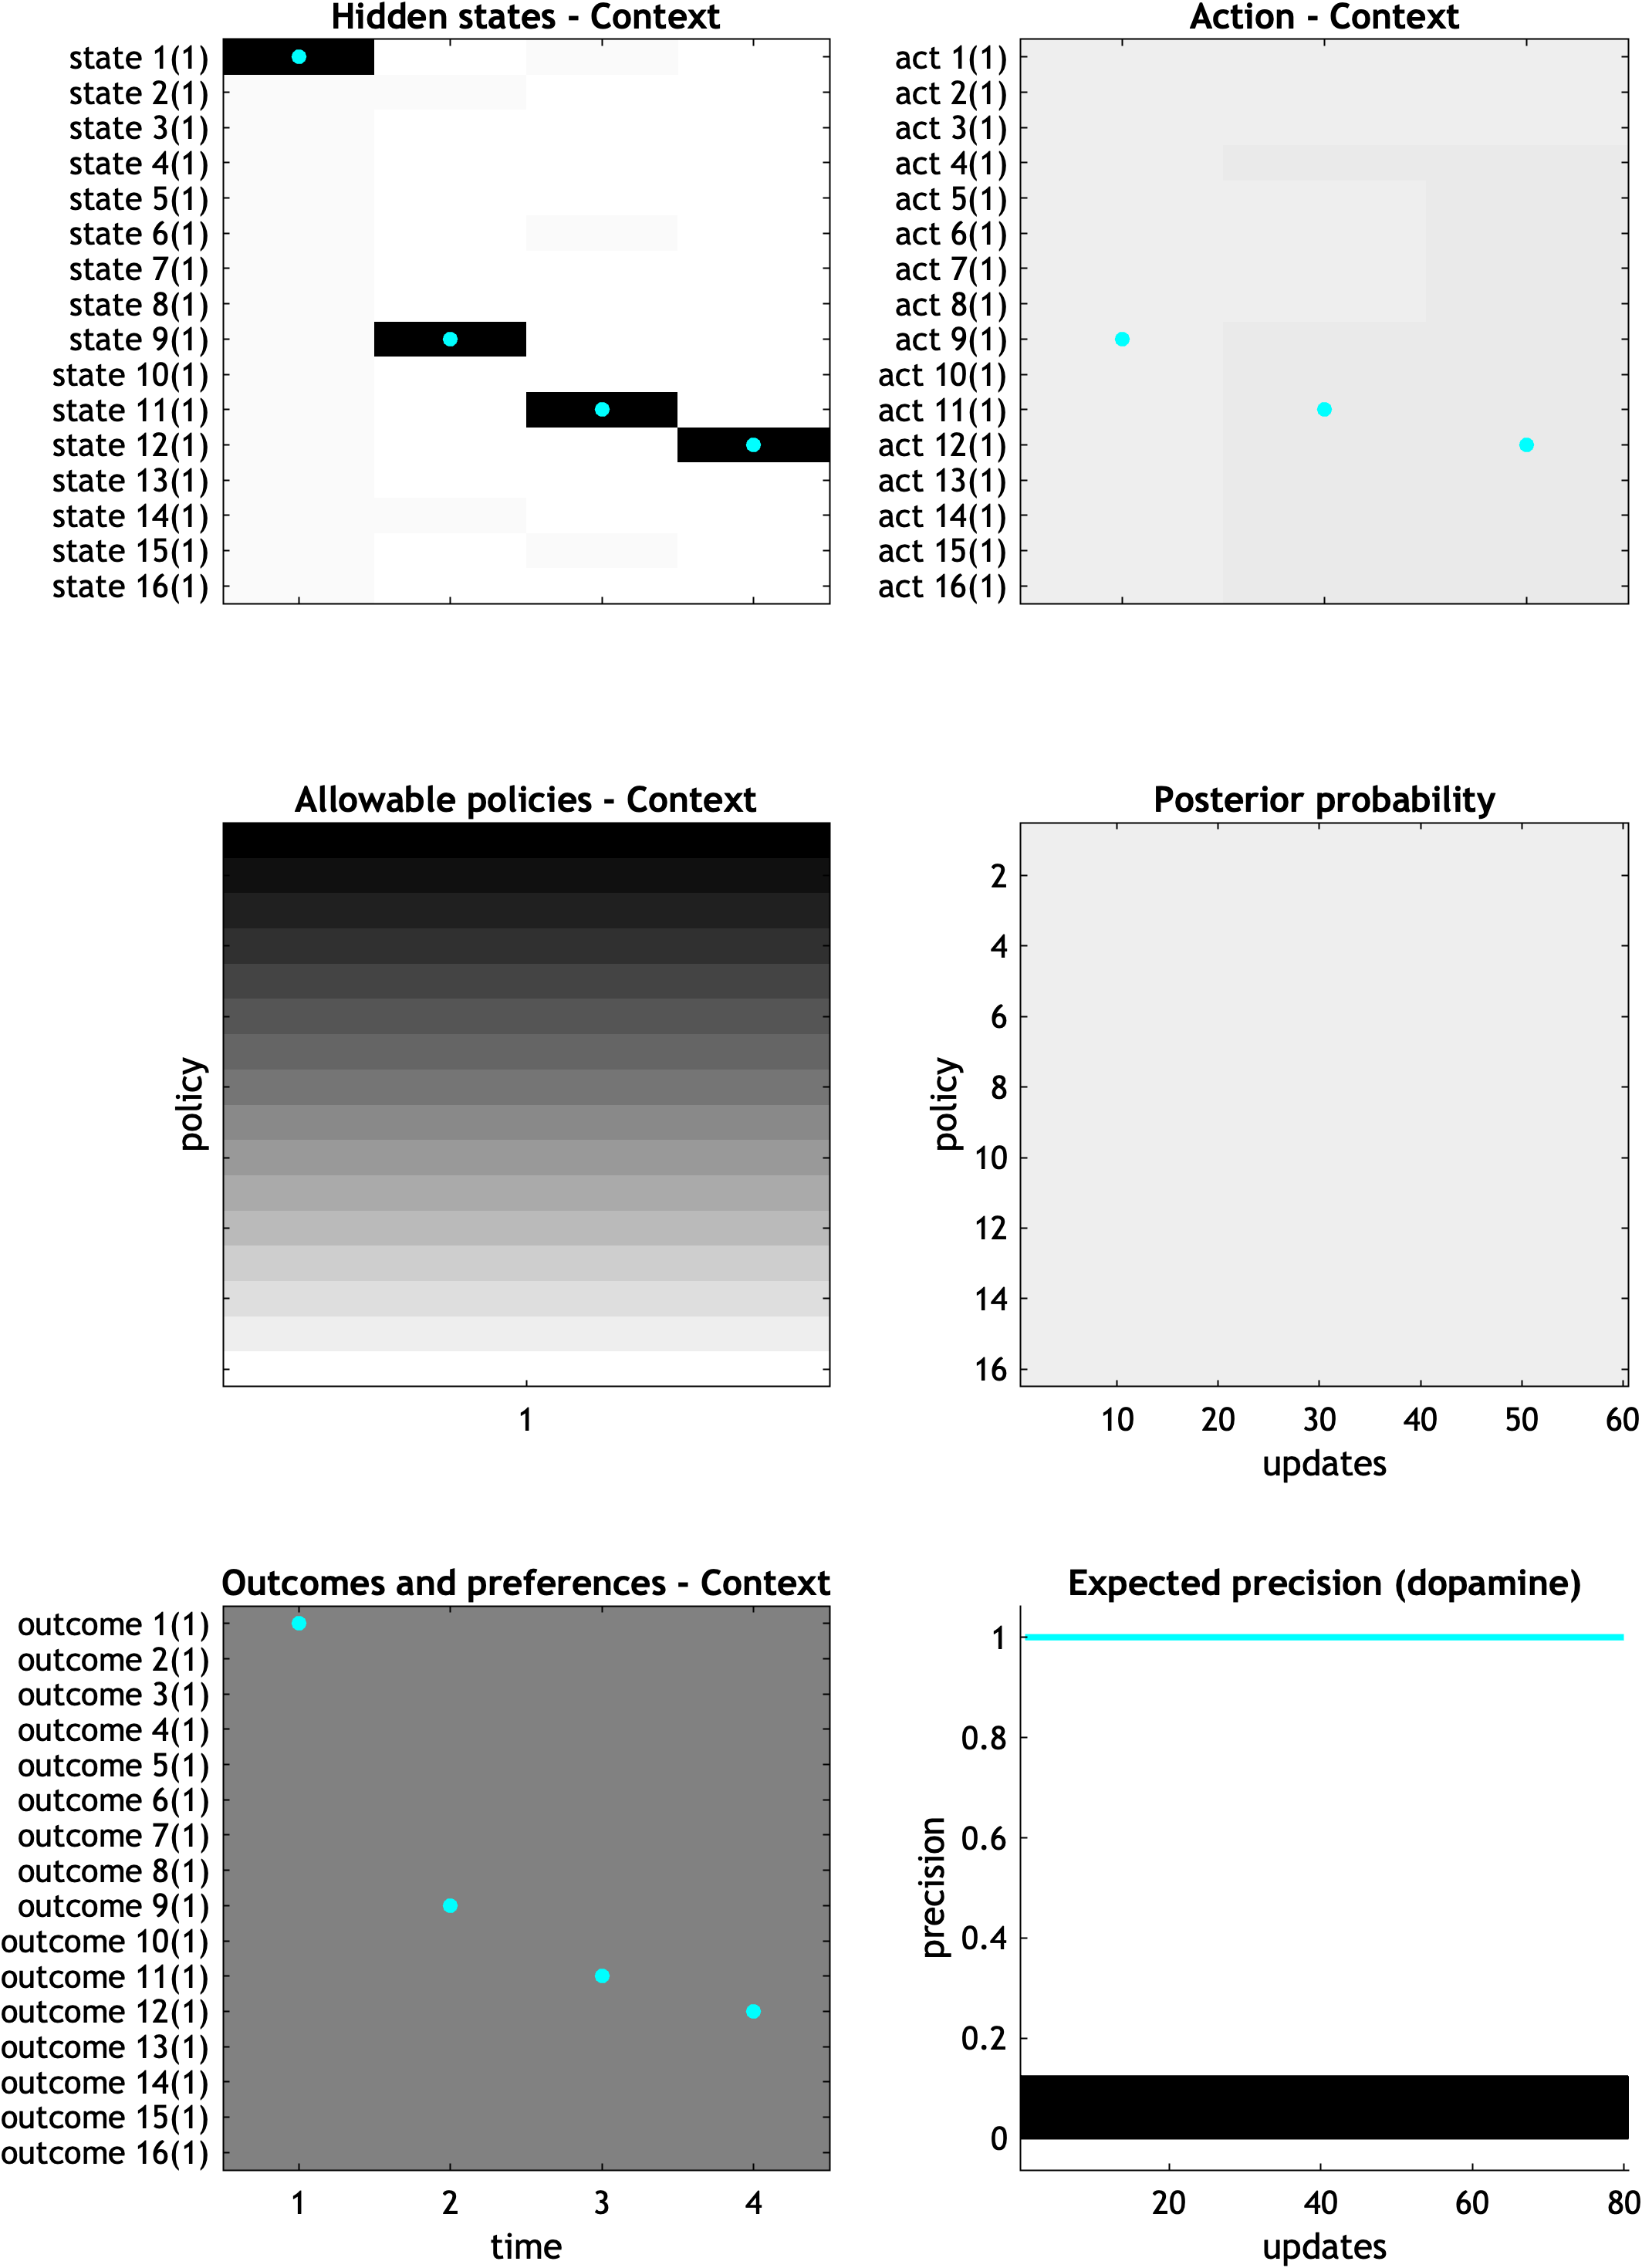 Hidden states - Context
state 1(1)
state 2(1)
state 3(1)
state 4(1)
state 5(1)
state 6(1)
state 7(1)
state 8(1)
state 9(1)
state 10(1)
state 11(1)
state 12(1)
state 13(1)
state 14(1)
state 15(1)
state 16(1)
Action - Context
act 1(1)
act 2(1)
act 3(1)
act 4(1)
act 5(1)
act 6(1)
act 7(1)
act 8(1)
act 9(1)
act 10(1)
act 11(1)
act 12(1)
act 13(1)
act 14(1)
act 15(1)
act 16(1)
Allowable policies - Context
policy
1
Posterior probability
policy
2
4
6
8
10
12
14
16
10 20 30 40 50 60
updates
Outcomes and preferences - Context
outcome 1(1)
outcome 2(1)
outcome 3(1)
outcome 4(1)
outcome 5(1)
outcome 6(1)
outcome 7(1)
outcome 8(1)
outcome 9(1)
outcome 10(1)
outcome 11(1)
outcome 12(1)
outcome 13(1)
outcome 14(1)
outcome 15(1)
outcome 16(1)
1 2 3 4
time
Expected precision (dopamine)
precision
1
0.8
0.6
0.4
0.2
0
20 40 60 80
updates